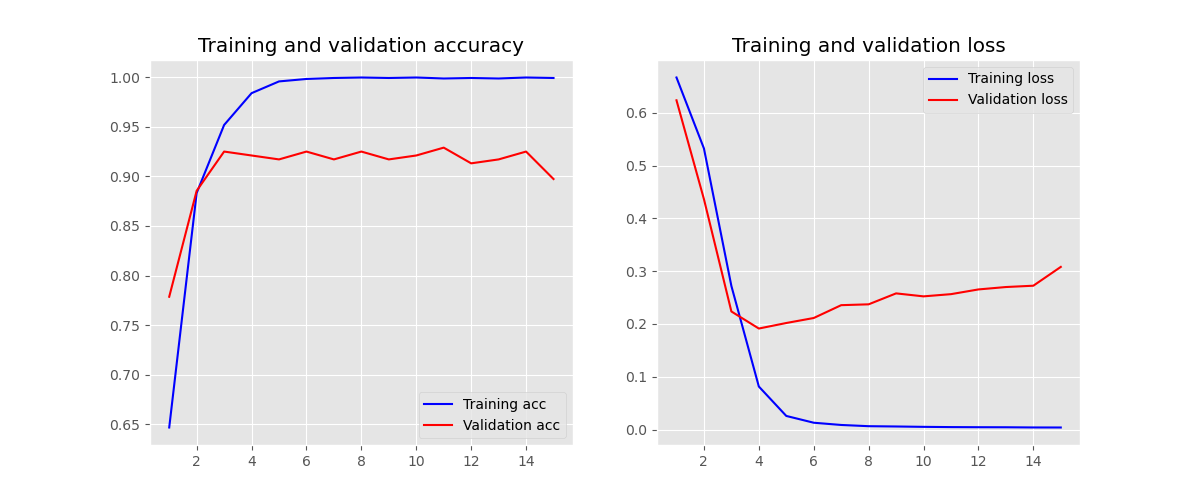 Training and validation accuracy
1.00
0.95
0.90
0.85
0.80
0.75
0.70
0.65
2 4 6 8 10 12 14
Training acc
Validation acc
Training and validation loss
0.6
0.5
0.4
0.3
0.2
0.1
0.0
2 4 6 8 10 12 14
Training loss
Validation loss